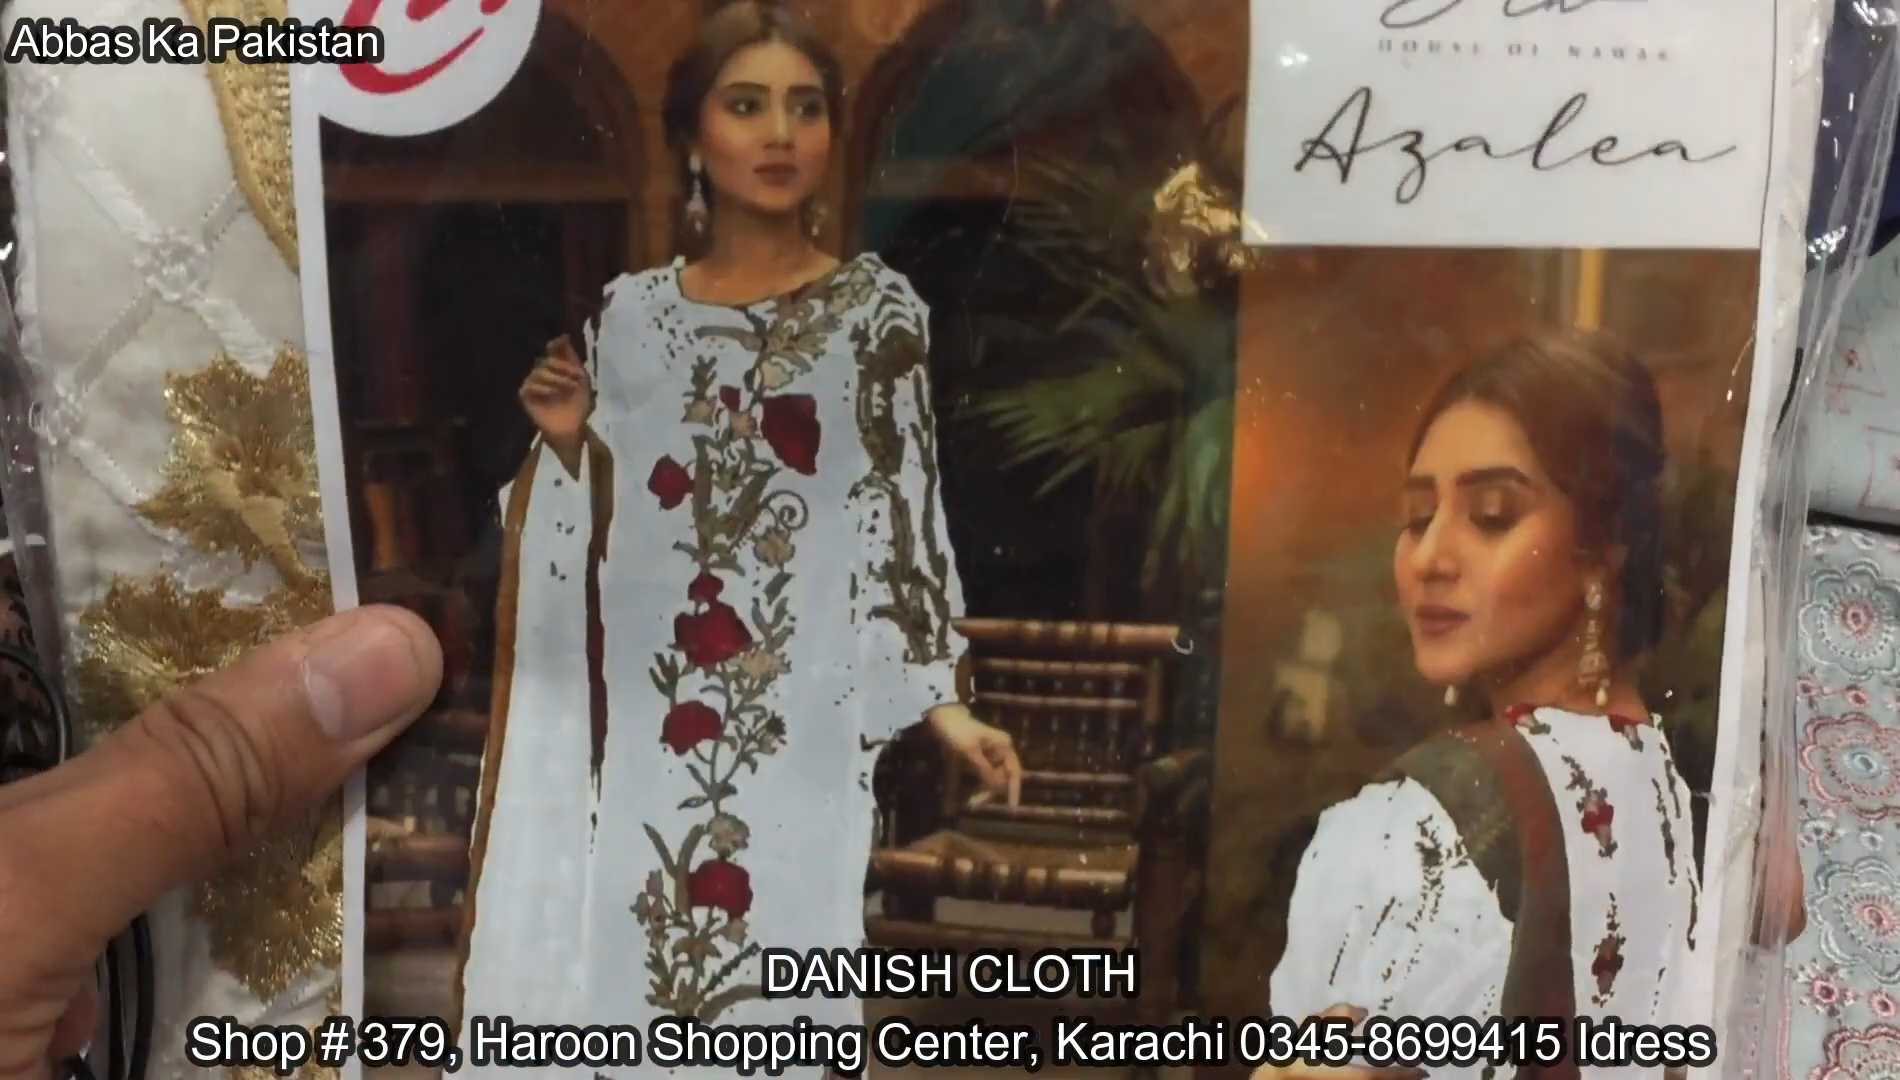 Abbas Ka Pakistan
HOUSE OF NAWAB
Azalea
DANISH CLOTH
Shop # 379, Haroon Shopping Center, Karachi 0345-8699415 Idress